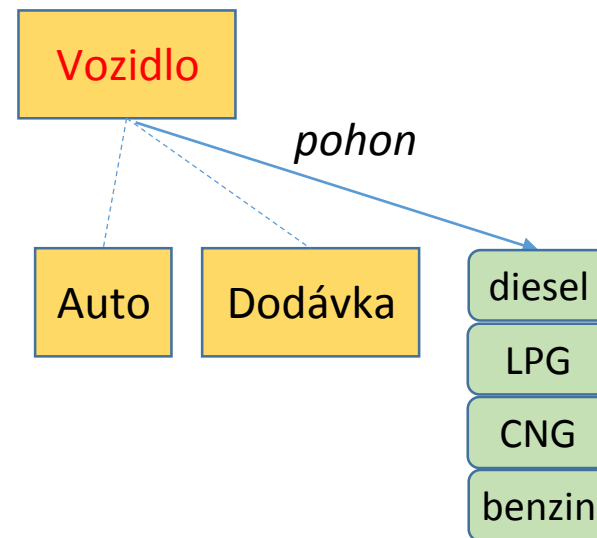 Vozidlo
pohon
Auto
Dodávka
diesel
LPG
CNG
benzin